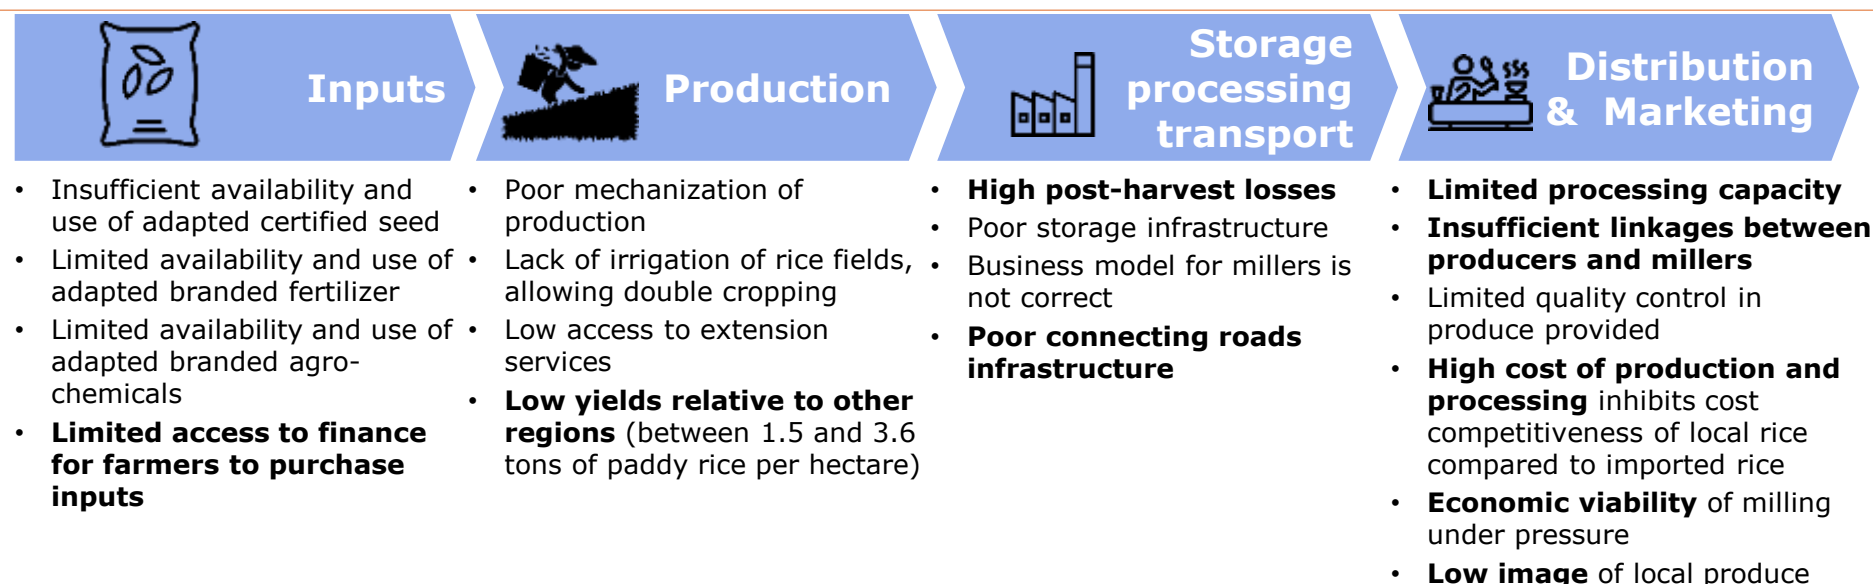 Inputs
• Insufficient availability and
use of adapted certified seed
• Limited availability and use of
adapted branded fertilizer
• Limited availability and use of
adapted branded agro-
chemicals
• Limited access to finance
for farmers to purchase
inputs
Production
• Poor mechanization of
production
• Lack of irrigation of rice fields,
allowing double cropping
• Low access to extension
services
• Low yields relative to other
regions (between 1.5 and 3.6
tons of paddy rice per hectare)
Storage
processing
transport
• High post-harvest losses
• Poor storage infrastructure
• Business model for millers is
not correct
• Poor connecting roads
infrastructure
Distribution
& Marketing
• Limited processing capacity
• Insufficient linkages between
producers and millers
• Limited quality control in
produce provided
• High cost of production and
processing inhibits cost
competitiveness of local rice
compared to imported rice
• Economic viability of milling
under pressure
• Low image of local produce